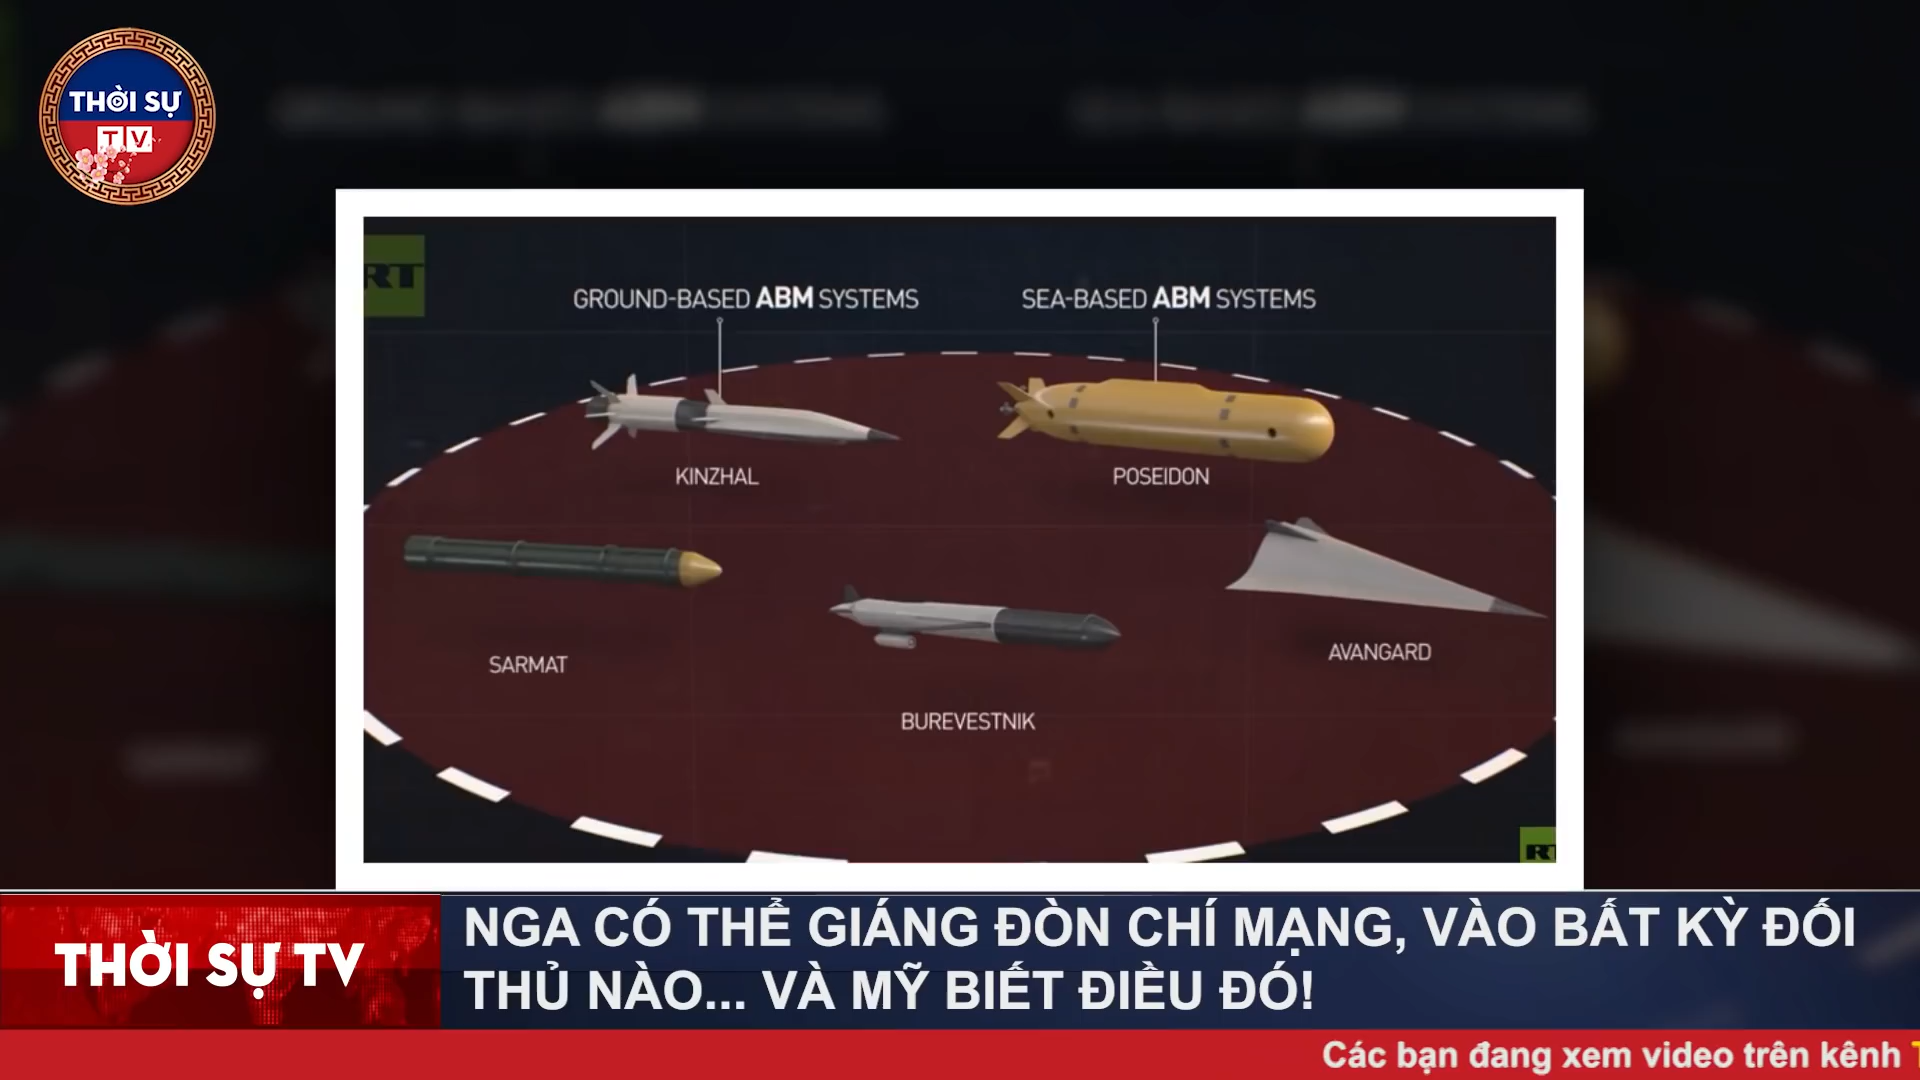 THỜI SỰ
TV
RT
GROUND-BASED ABM SYSTEMS
SEA-BASED ABM SYSTEMS
KINZHAL
POSEIDON
SARMAT
AVANGARD
BUREVESTNIK
RT
THỜI SỰ TV
NGA CÓ THỂ GIÁNG ĐÒN CHÍ MẠNG, VÀO BẤT KỲ ĐỐI
THỦ NÀO... VÀ MỸ BIẾT ĐIỀU ĐÓ!
Các bạn đang xem video trên kênh